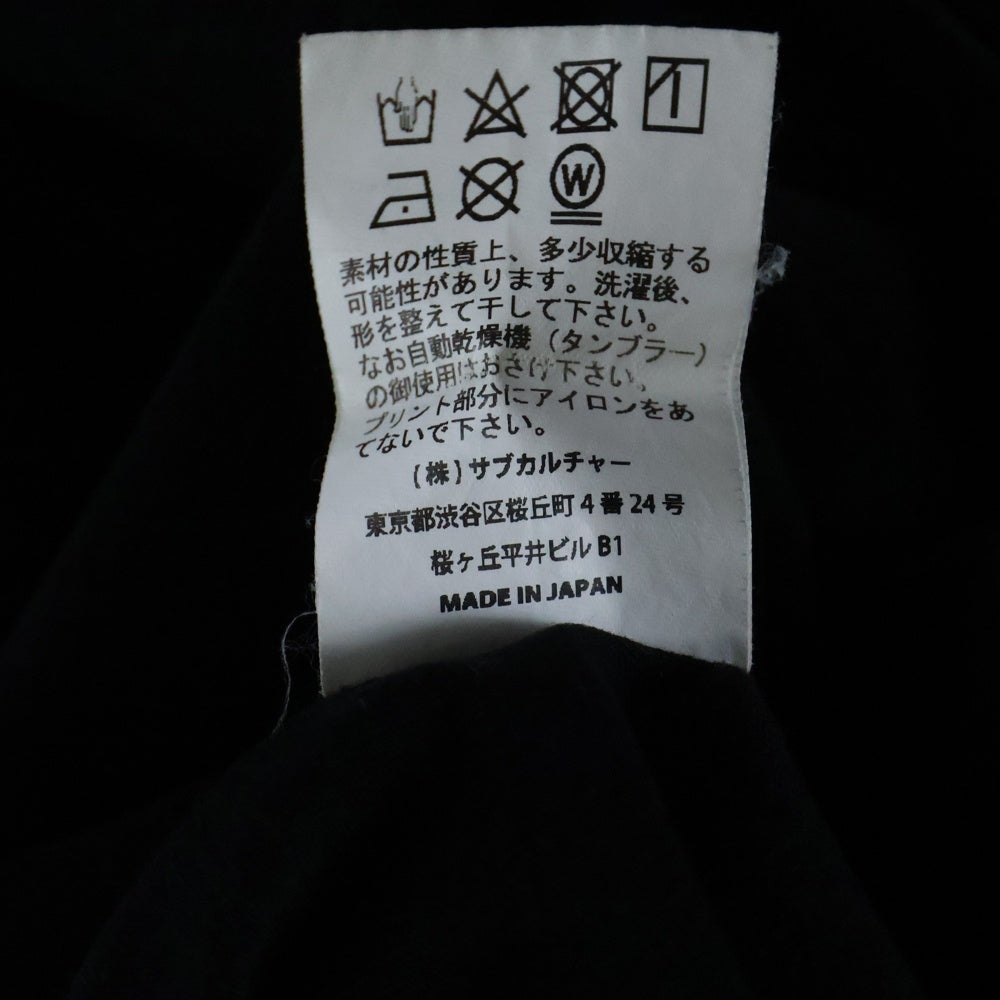 W
素材の性質上、多少収縮する
可能性があります。洗濯後、
形を整えて干して下さい。
なお自動乾燥機（タンブラー）
の御使用はおさけ下さい。
プリント部分にアイロンをあ
てないで下さい。
(株)サブカルチャー
東京都渋谷区桜丘町4番24号
桜ヶ丘平井ビルB1
MADE IN JAPAN